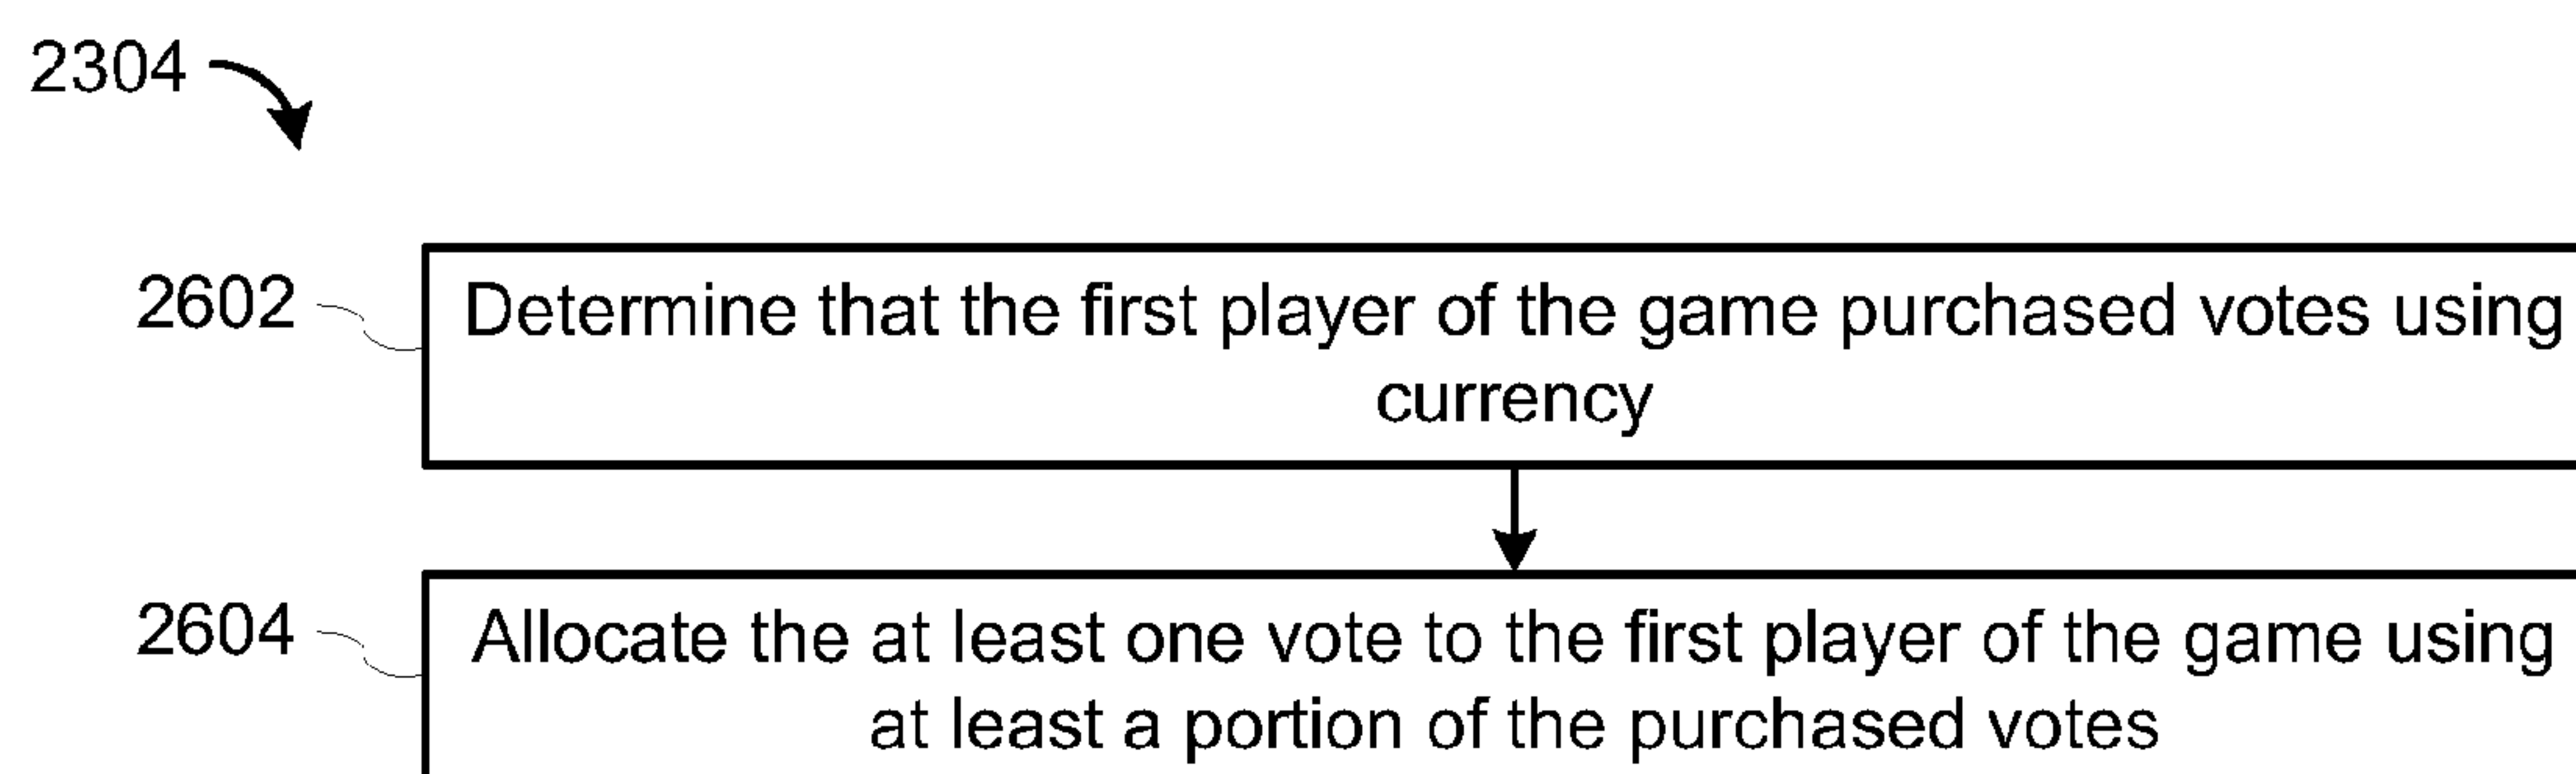 2304
2602
Determine that the first player of the game purchased votes using
currency
2604
Allocate the at least one vote to the first player of the game using
at least a portion of the purchased votes